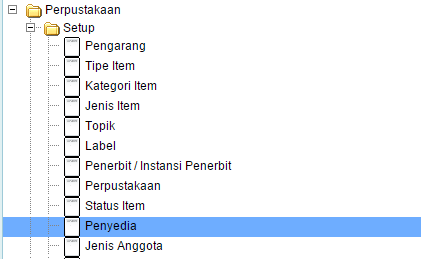 Perpustakaan
Setup
Pengarang
Tipe Item
Kategori Item
Jenis Item
Topik
Label
Penerbit / Instansi Penerbit
Perpustakaan
Status Item
Penyedia
Jenis Anggota